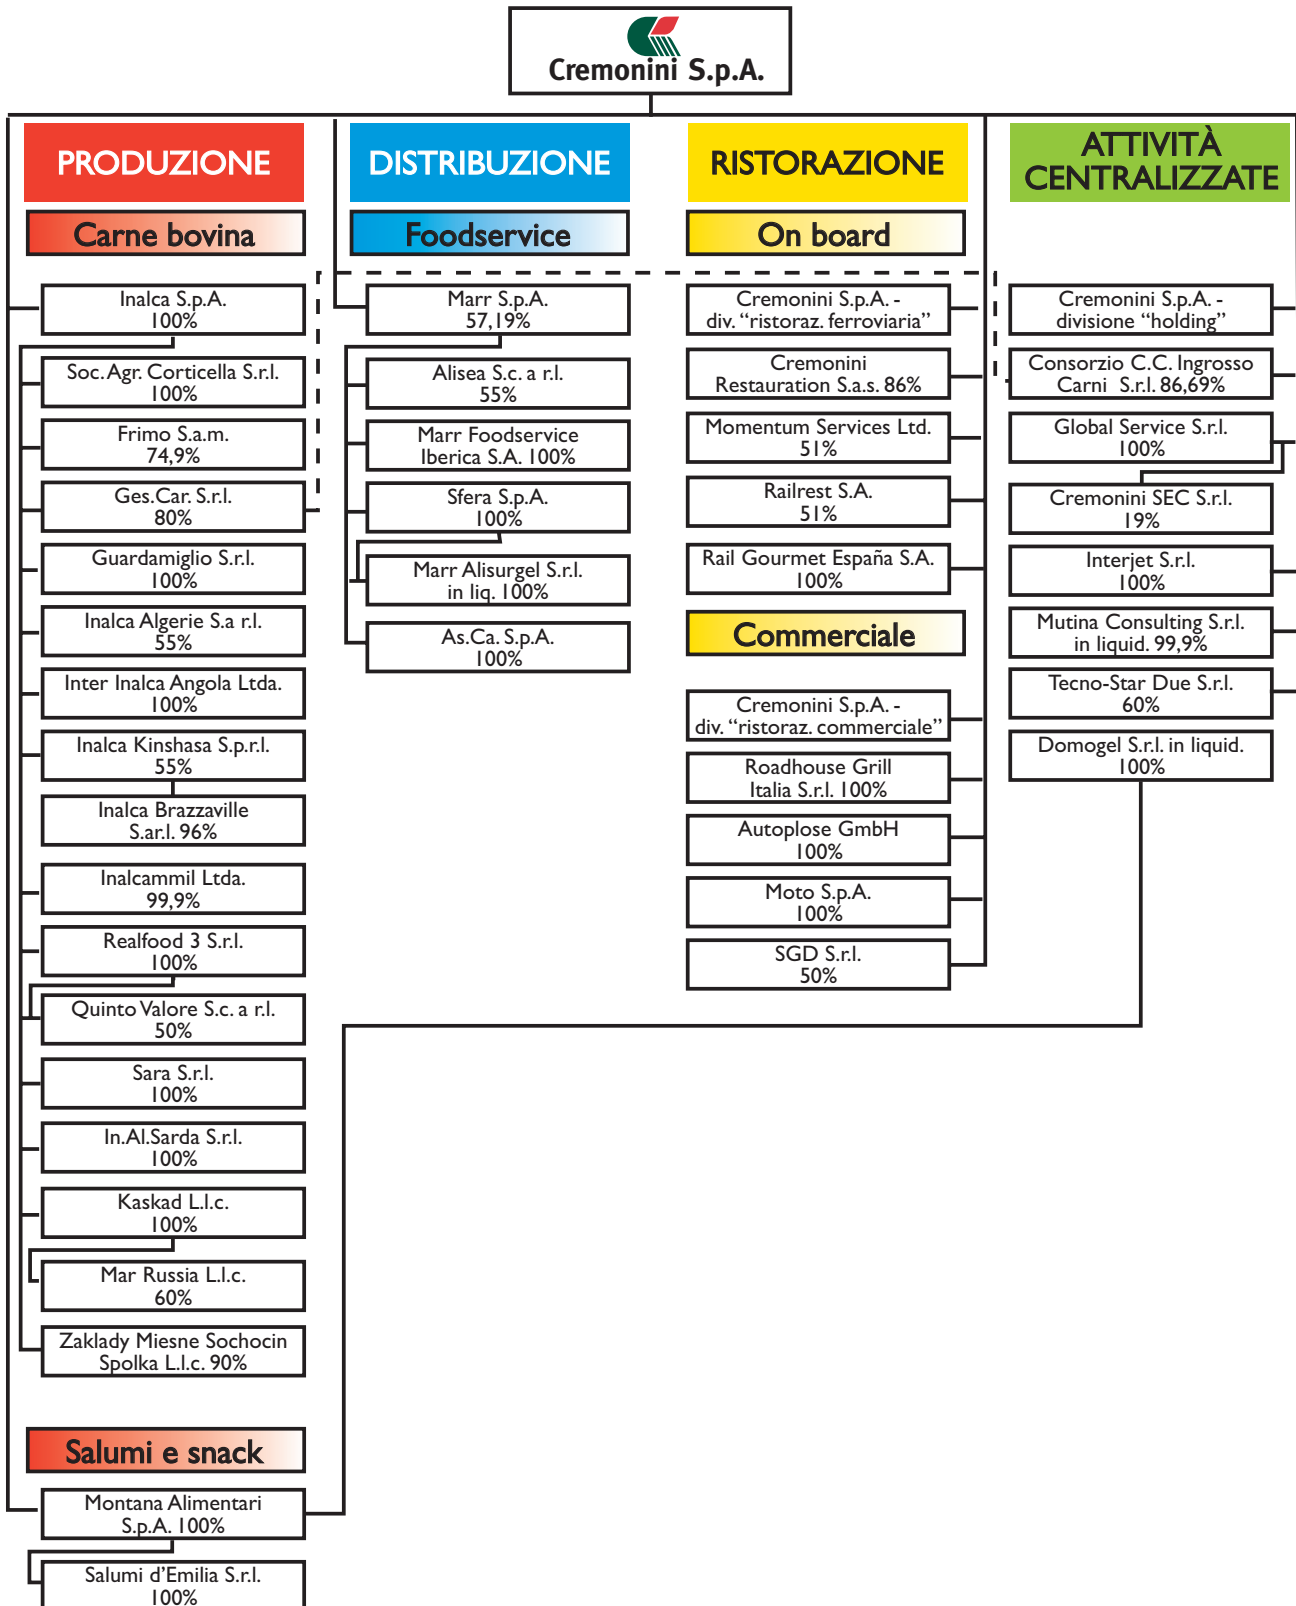 Cremonini S.p.A.
PRODUZIONE
Carne bovina
Inalca S.p.A.
100%
Soc. Agr. Corticella S.r.l.
100%
Frimo S.a.m.
74,9%
Ges.Car. S.r.l.
80%
Guardamiglio S.r.l.
100%
Inalca Algerie S.a r.l.
55%
Inter Inalca Angola Ltda.
100%
Inalca Kinshasa S.p.r.l.
55%
Inalca Brazzaville
S.ar.l. 96%
Inalcammil Ltda.
99,9%
Realfood 3 S.r.l.
100%
Quinto Valore S.c. a r.l.
50%
Sara S.r.l.
100%
In.Al.Sarda S.r.l.
100%
Kaskad L.l.c.
100%
Mar Russia L.l.c.
60%
Zaklady Miesne Sochocin
Spolka L.l.c. 90%
Salumi e snack
Montana Alimentari
S.p.A. 100%
Salumi d’Emilia S.r.l.
100%
DISTRIBUZIONE
Foodservice
Marr S.p.A.
57,19%
Alisea S.c. a r.l.
55%
Marr Foodservice
Iberica S.A. 100%
Sfera S.p.A.
100%
Marr Alisurgel S.r.l.
in liq. 100%
As.Ca. S.p.A.
100%
RISTORAZIONE
On board
Cremonini S.p.A. -
div. “ristoraz. ferroviaria”
Cremonini
Restauration S.a.s. 86%
Momentum Services Ltd.
51%
Railrest S.A.
51%
Rail Gourmet España S.A.
100%
Commerciale
Cremonini S.p.A. -
div. “ristoraz. commerciale”
Roadhouse Grill
Italia S.r.l. 100%
Autoplose GmbH
100%
Moto S.p.A.
100%
SGD S.r.l.
50%
ATTIVITÀ
CENTRALIZZATE
Cremonini S.p.A. -
divisione “holding”
Consorzio C.C. Ingrosso
Carni S.r.l. 86,69%
Global Service S.r.l.
100%
Cremonini SEC S.r.l.
19%
Interjet S.r.l.
100%
Mutina Consulting S.r.l.
in liquid. 99,9%
Tecno-Star Due S.r.l.
60%
Domogel S.r.l. in liquid.
100%